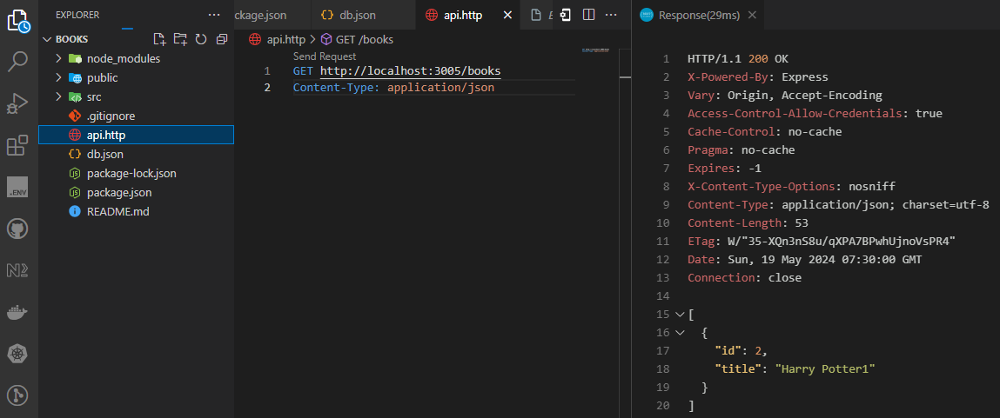 EXPLORER
BOOKS
node_modules
public
src
.gitignore
api.http
db.json
package-lock.json
package.json
README.md
.ENV
ckage.json
db.json
api.http
api.http > GET /books
Send Request
1 GET http://localhost:3005/books
2 Content-Type: application/json
Response(29ms)
1 HTTP/1.1 200 OK
2 X-Powered-By: Express
3 Vary: Origin, Accept-Encoding
4 Access-Control-Allow-Credentials: true
5 Cache-Control: no-cache
6 Pragma: no-cache
7 Expires: -1
8 X-Content-Type-Options: nosniff
9 Content-Type: application/json; charset=utf-8
10 Content-Length: 53
11 ETag: W/"35-XQn3nS8u/qXPA7BPwhUjnoVsPR4"
12 Date: Sun, 19 May 2024 07:30:00 GMT
13 Connection: close
14
15 [
16 {
17 "id": 2,
18 "title": "Harry Potter1"
19 }
20 ]